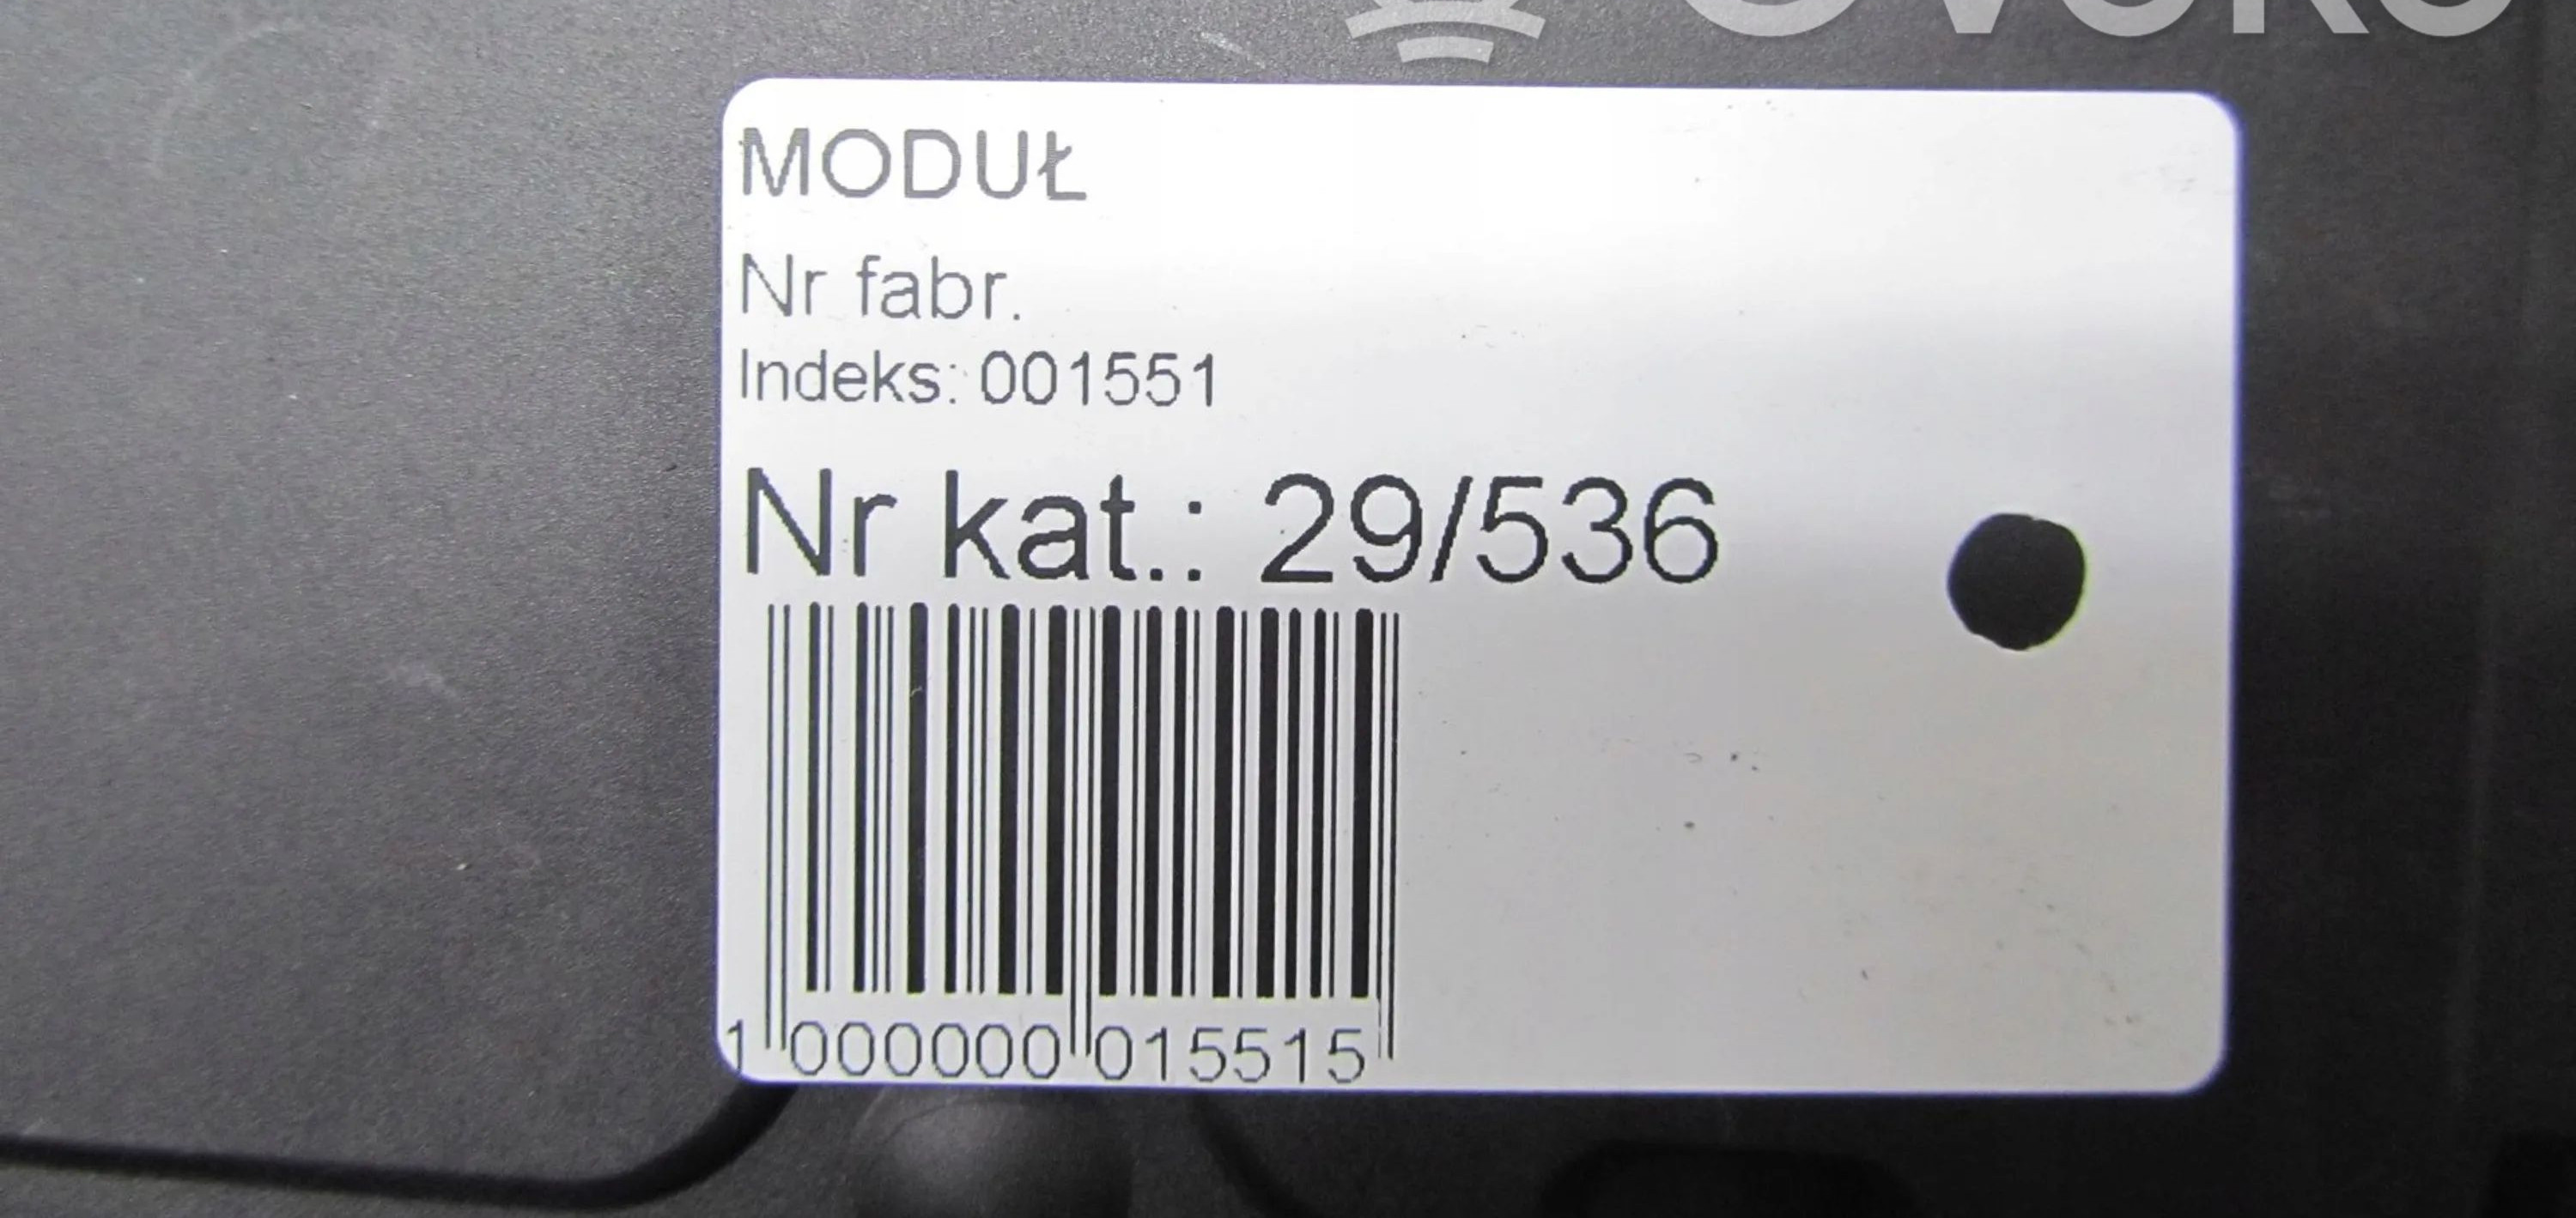 MODUŁ
Nr fabr.
Indeks: 001551
Nr kat.: 29/536
1 000000 015515